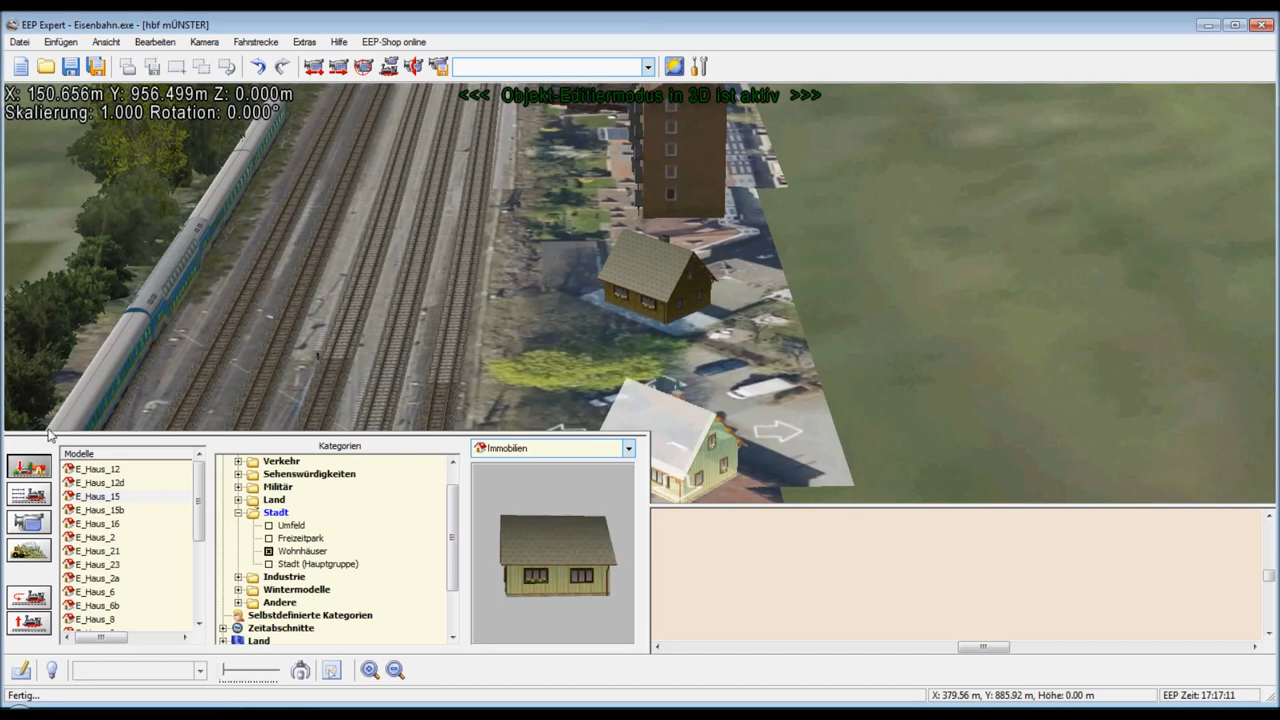 EEP Expert - Eisenbahn.exe - [hbf mÜNSTER]
Datei Einfügen Ansicht Bearbeiten Kamera Fahrstrecke Extras Hilfe EEP-Shop online
X: 150.656m Y: 956.499m Z: 0.000m
<<< Objekt-Editiermodus in 3D ist aktiv >>>
Skalierung: 1.000 Rotation: 0.000°
Modelle
E_Haus_12
E_Haus_12d
E_Haus_15
E_Haus_15b
E_Haus_16
E_Haus_2
E_Haus_21
E_Haus_23
E_Haus_2a
E_Haus_6
E_Haus_6b
E_Haus_8
Kategorien
Verkehr
Sehenswürdigkeiten
Militär
Land
Stadt
Umfeld
Freizeitpark
Wohnhäuser
Stadt (Hauptgruppe)
Industrie
Wintermodelle
Andere
Selbstdefinierte Kategorien
Zeitabschnitte
Land
Immobilien
Fertig...
X: 379.56 m, Y: 885.92 m, Höhe: 0.00 m
EEP Zeit: 17:17:11